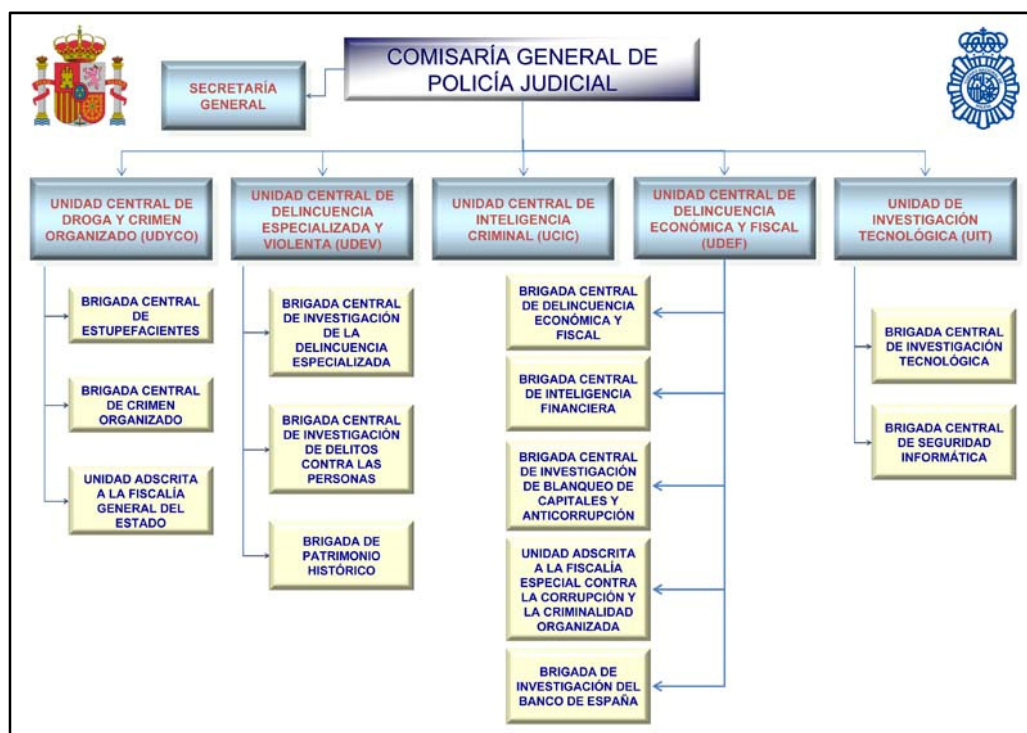 COMISARÍA GENERAL DE
POLICÍA JUDICIAL
SECRETARÍA
GENERAL
UNIDAD CENTRAL DE
DROGA Y CRIMEN
ORGANIZADO (UDYCO)
UNIDAD CENTRAL DE
DELINCUENCIA
ESPECIALIZADA Y
VIOLENTA (UDEV)
UNIDAD CENTRAL DE
INTELIGENCIA
CRIMINAL (UCIC)
UNIDAD CENTRAL DE
DELINCUENCIA
ECONÓMICA Y FISCAL
(UDEF)
UNIDAD DE
INVESTIGACIÓN
TECNOLÓGICA (UIT)
BRIGADA CENTRAL
DE
ESTUPEFACIENTES
BRIGADA CENTRAL
DE CRIMEN
ORGANIZADO
UNIDAD ADSCRITA
A LA FISCALÍA
GENERAL DEL
ESTADO
BRIGADA CENTRAL
DE INVESTIGACIÓN
DE LA
DELINCUENCIA
ESPECIALIZADA
BRIGADA CENTRAL
DE INVESTIGACIÓN
DE DELITOS
CONTRA LAS
PERSONAS
BRIGADA DE
PATRIMONIO
HISTÓRICO
BRIGADA CENTRAL
DE DELINCUENCIA
ECONÓMICA Y
FISCAL
BRIGADA CENTRAL
DE INTELIGENCIA
FINANCIERA
BRIGADA CENTRAL
DE INVESTIGACIÓN
DE BLANQUEO DE
CAPITALES Y
ANTICORRUPCIÓN
UNIDAD ADSCRITA
A LA FISCALÍA
ESPECIAL CONTRA
LA CORRUPCIÓN Y
LA CRIMINALIDAD
ORGANIZADA
BRIGADA DE
INVESTIGACIÓN DEL
BANCO DE ESPAÑA
BRIGADA CENTRAL
DE INVESTIGACIÓN
TECNOLÓGICA
BRIGADA CENTRAL
DE SEGURIDAD
INFORMÁTICA